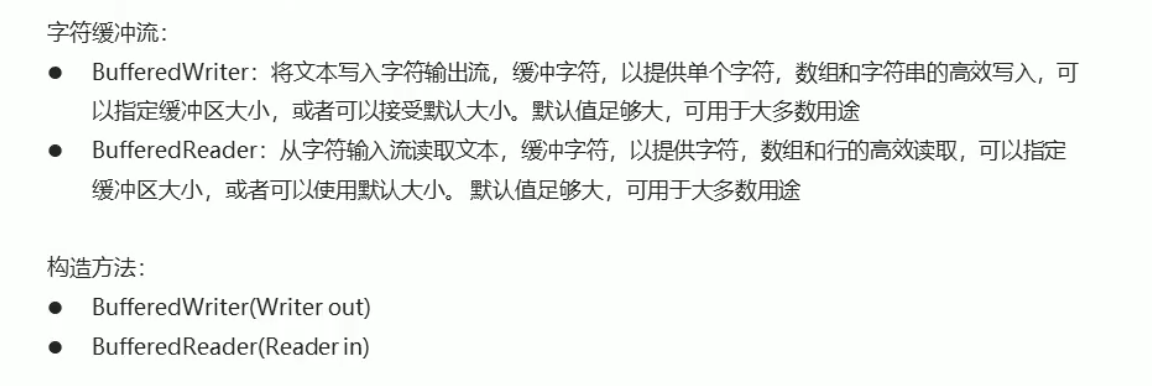 字符缓冲流：
● BufferedWriter：将文本写入字符输出流，缓冲字符，以提供单个字符，数组和字符串的高效写入，可
以指定缓冲区大小，或者可以接受默认大小。默认值足够大，可用于大多数用途
● BufferedReader：从字符输入流读取文本，缓冲字符，以提供字符，数组和行的高效读取，可以指定
缓冲区大小，或者可以使用默认大小。 默认值足够大，可用于大多数用途
构造方法：
● BufferedWriter(Writer out)
● BufferedReader(Reader in)